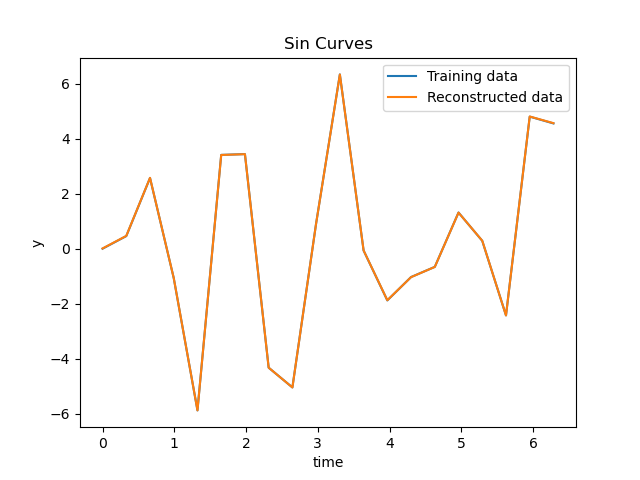 Sin Curves
Training data
Reconstructed data
6
4
2
0
−2
−4
−6
y
0 1 2 3 4 5 6
time